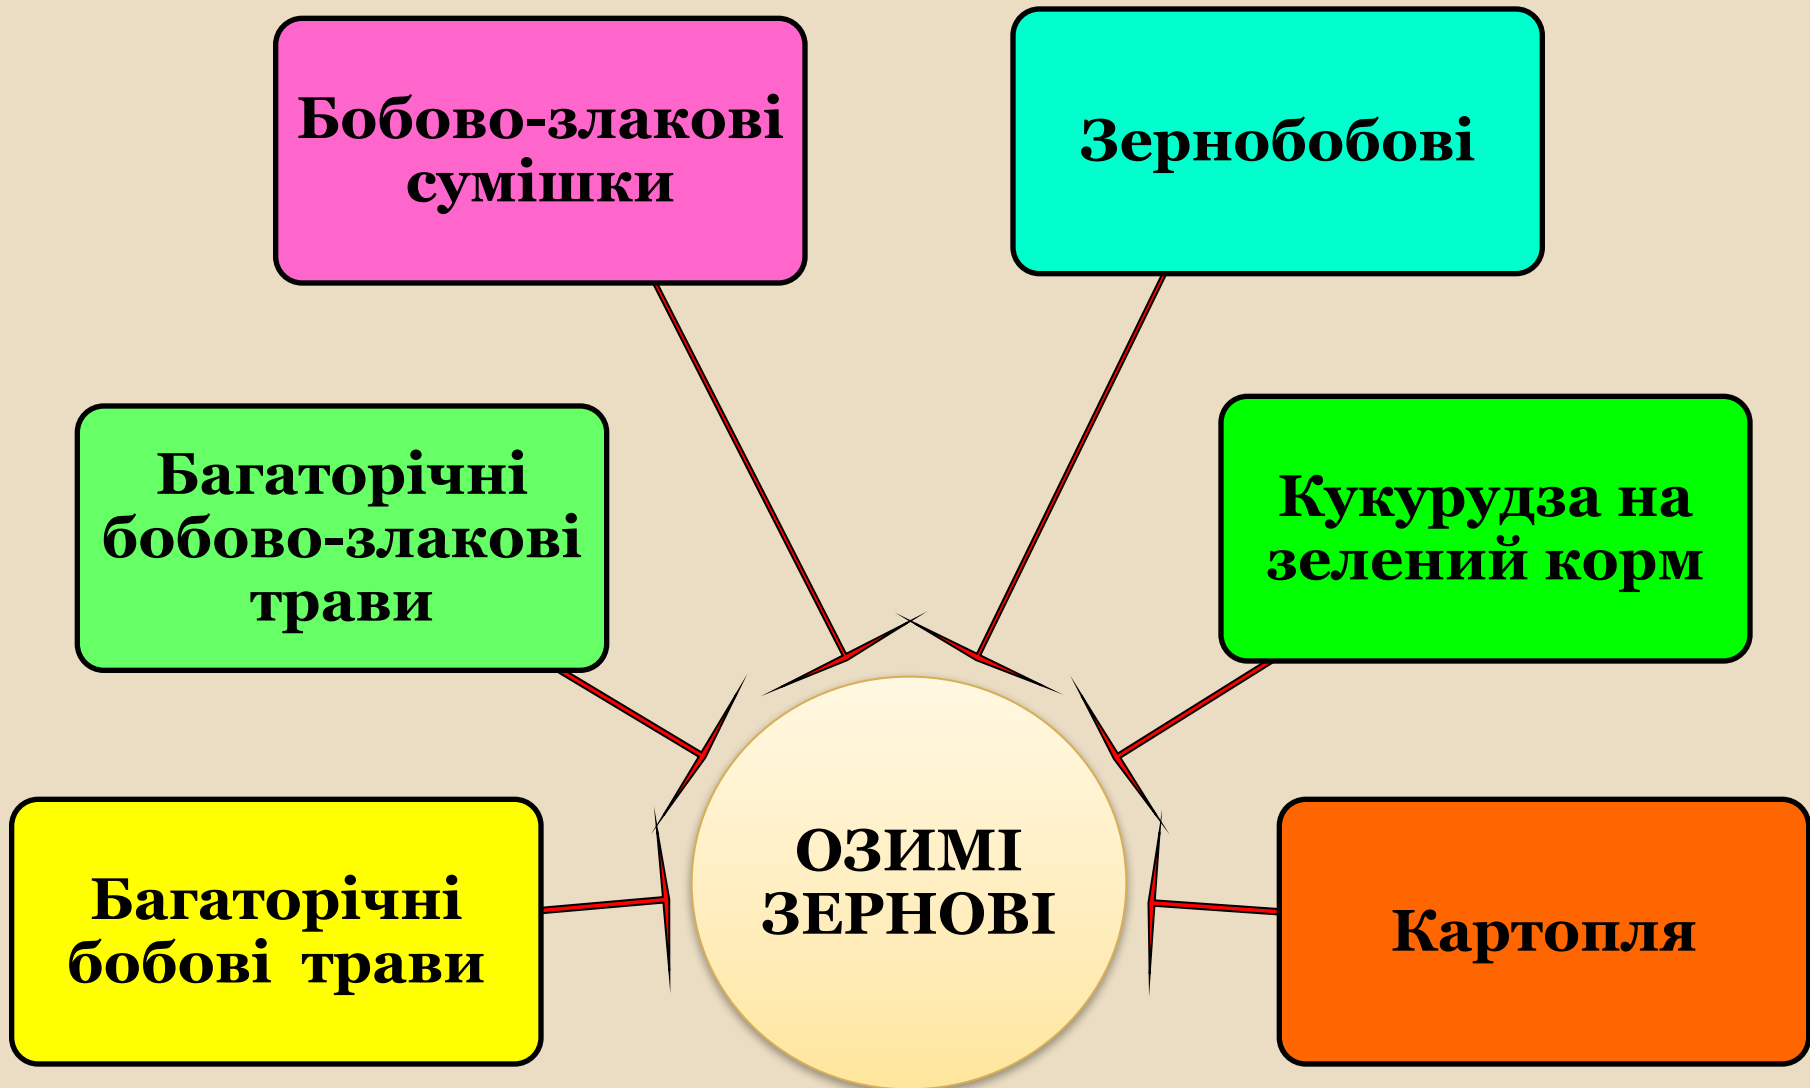 Бобово-злакові
сумішки
Зернобобові
Багаторічні
бобово-злакові
трави
Кукурудза на
зелений корм
Багаторічні
бобові  трави
ОЗИМІ
ЗЕРНОВІ
Картопля